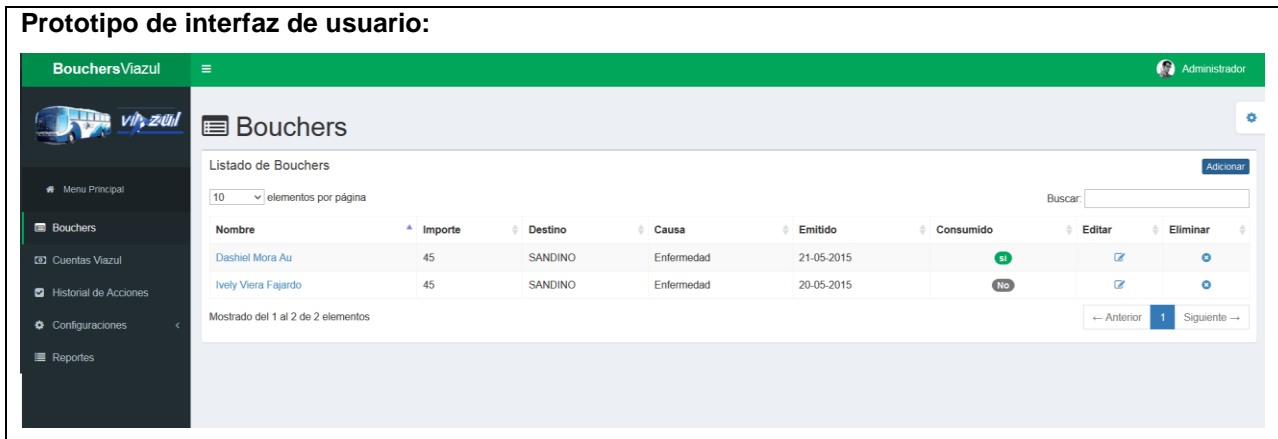 Prototipo de interfaz de usuario:
BouchersViazul
Administrador
viazul
Bouchers
Listado de Bouchers
Adicionar
Menu Principal
10 elementos por página
Buscar:
Bouchers
Nombre Importe Destino Causa Emitido Consumido Editar Eliminar
Cuentas Viazul
Dashiel Mora Au 45 SANDINO Enfermedad 21-05-2015 si
Historial de Acciones
Ively Viera Fajardo 45 SANDINO Enfermedad 20-05-2015 No
Mostrado del 1 al 2 de 2 elementos
← Anterior 1 Siguiente →
Configuraciones
Reportes